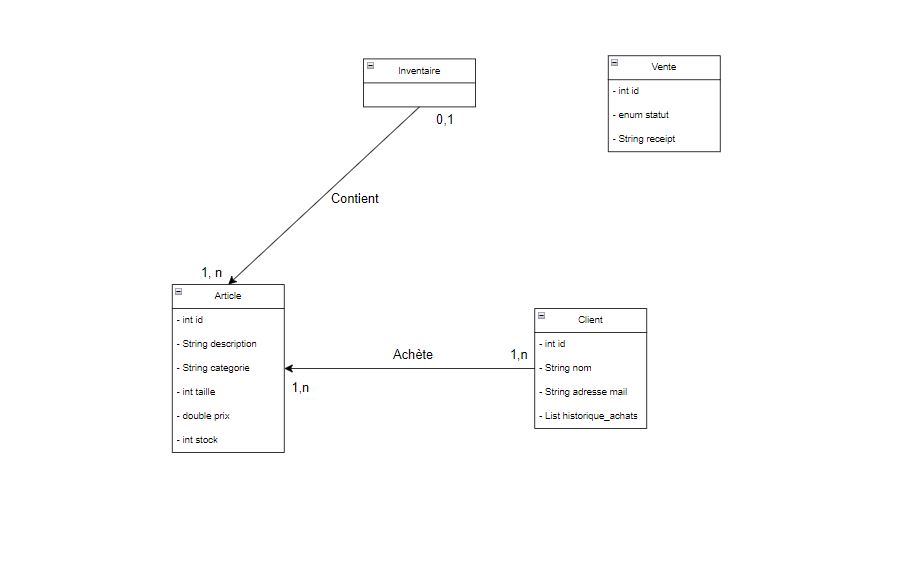 Inventaire
0,1
Vente
- int id
- enum statut
- String receipt
Contient
1, n
Article
- int id
- String description
- String categorie
- int taille
- double prix
- int stock
Achète
1,n
1,n
Client
- int id
- String nom
- String adresse mail
- List historique_achats